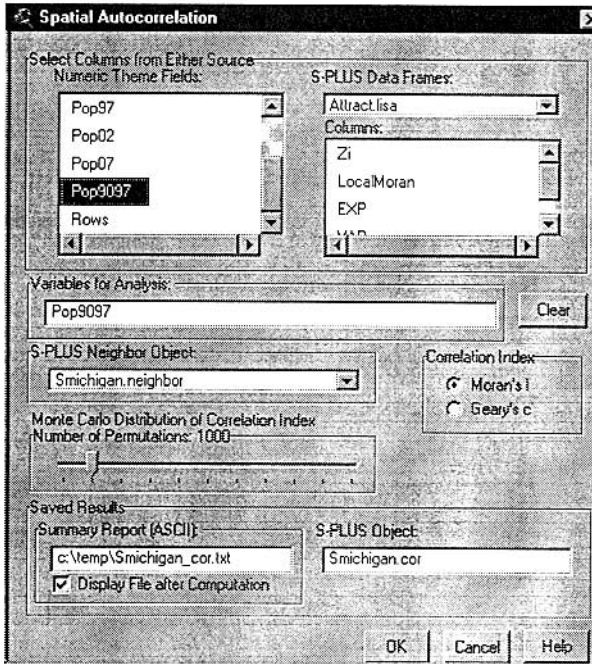 Spatial Autocorrelation
Select Columns from Either Source
Numeric Theme Fields:
Pop97
Pop02
Pop07
Pop9097
Rows
S-PLUS Data Frames:
Attract.lisa
Columns:
Zi
LocalMoran
EXP
Variables for Analysis:
Pop9097
Clear
S-PLUS Neighbor Object:
Smichigan.neighbor
Correlation Index
Moran's I
Geary's c
Monte Carlo Distribution of Correlation Index
Number of Permutations: 1000
Saved Results
Summary Report (ASCII):
c:\temp\Smichigan_cor.txt
Display File after Computation
S-PLUS Object:
Smichigan.cor
OK
Cancel
Help